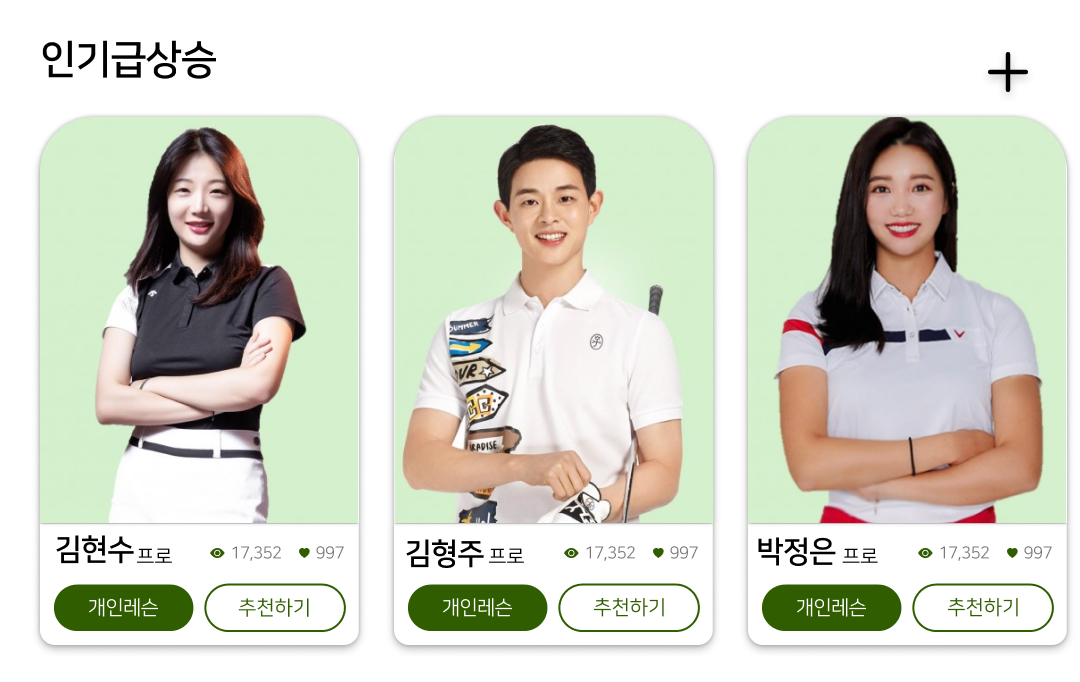 인기급상승
SUMMER
PARADISE
김현수 프로 17,352 997
개인레슨 추천하기
김형주 프로 17,352 997
개인레슨 추천하기
박정은 프로 17,352 997
개인레슨 추천하기